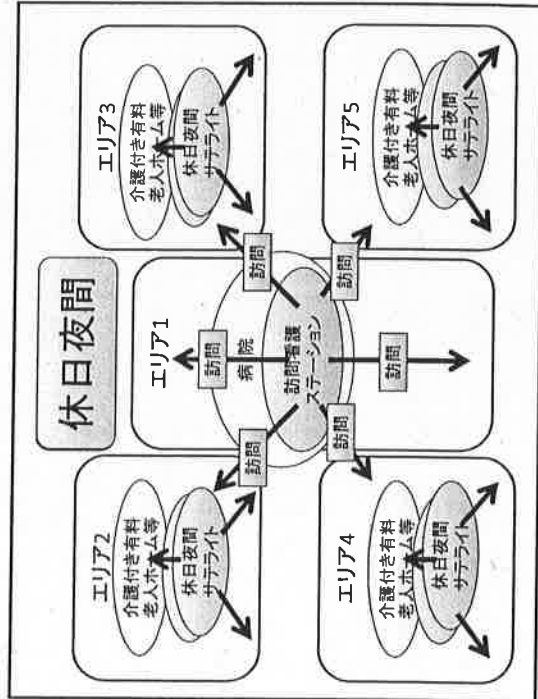 休日夜間
エリア2
介護付き有料
老人ホーム等
休日夜間
サテライト
エリア1
訪問
病院
訪問看護
ステーション
訪問
訪問
訪問
訪問
訪問
エリア3
介護付き有料
老人ホーム等
休日夜間
サテライト
エリア4
介護付き有料
老人ホーム等
休日夜間
サテライト
エリア5
介護付き有料
老人ホーム等
休日夜間
サテライト